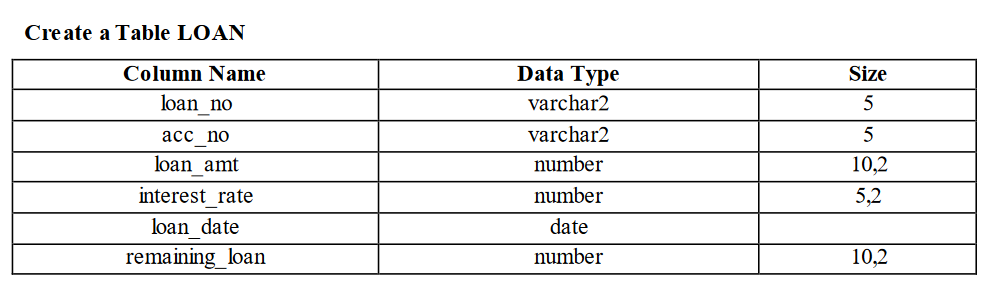 Create a Table LOAN
Column Name Data Type Size
loan_no varchar2 5
acc_no varchar2 5
loan_amt number 10,2
interest_rate number 5,2
loan_date date
remaining_loan number 10,2